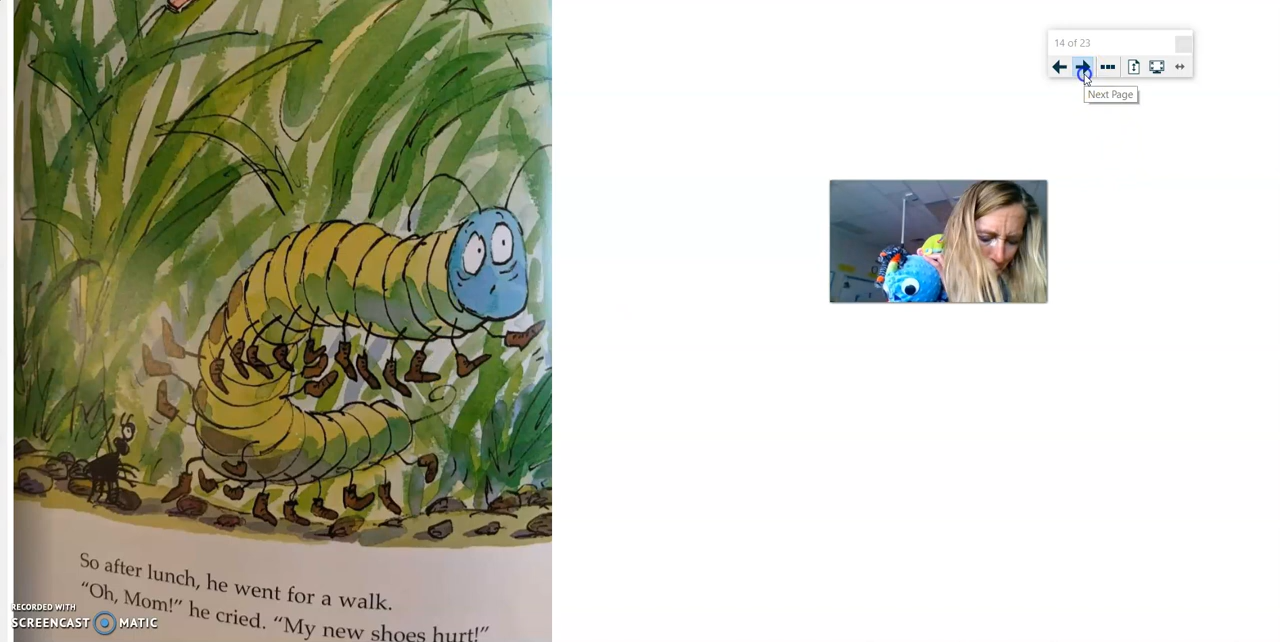 14 of 23
Next Page
So after lunch, he went for a walk.
“Oh, Mom!” he cried. “My new shoes hurt!”
RECORDED WITH
SCREENCAST MATIC